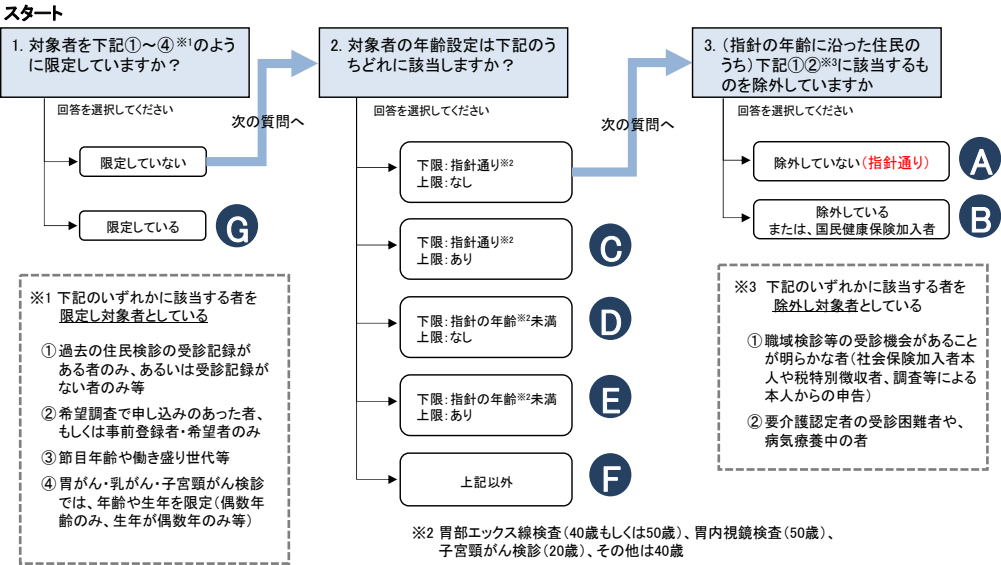 スタート
1. 対象者を下記①~④※1のよう
に限定していますか?
回答を選択してください
次の質問へ
限定していない
限定している
G
※1 下記のいずれかに該当する者を
限定し対象者としている
①過去の住民検診の受診記録が
ある者のみ、あるいは受診記録が
ない者のみ等
②希望調査で申し込みのあった者、
もしくは事前登録者・希望者のみ
③節目年齢や働き盛り世代等
④胃がん・乳がん・子宮頸がん検診
では、年齢や生年を限定(偶数年
齢のみ、生年が偶数年のみ等)
2. 対象者の年齢設定は下記のう
ちどれに該当しますか?
回答を選択してください
次の質問へ
下限:指針通り※2
上限:なし
下限:指針通り※2
上限:あり
C
下限:指針の年齢※2未満
上限:なし
D
下限:指針の年齢※2未満
上限:あり
E
上記以外
F
※2 胃部エックス線検査(40歳もしくは50歳)、胃内視鏡検査(50歳)、
子宮頸がん検診(20歳)、その他は40歳
3. (指針の年齢に沿った住民の
うち)下記①②※3に該当するも
のを除外していますか
回答を選択してください
除外していない(指針通り)
A
除外している
または、国民健康保険加入者
B
※3 下記のいずれかに該当する者を
除外し対象者としている
①職域検診等の受診機会があること
が明らかな者(社会保険加入者本
人や税特別徴収者、調査等による
本人からの申告)
②要介護認定者の受診困難者や、
病気療養中の者